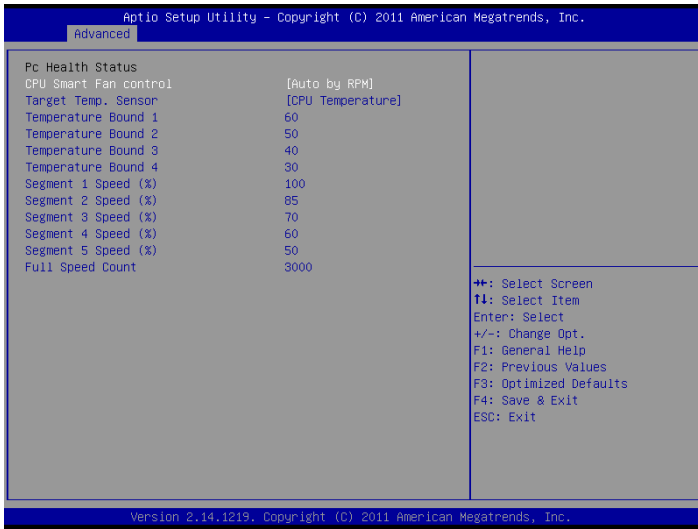 Aptio Setup Utility – Copyright (C) 2011 American Megatrends, Inc.
Advanced
Pc Health Status
CPU Smart Fan control [Auto by RPM]
Target Temp. Sensor [CPU Temperature]
Temperature Bound 1 60
Temperature Bound 2 50
Temperature Bound 3 40
Temperature Bound 4 30
Segment 1 Speed (%) 100
Segment 2 Speed (%) 85
Segment 3 Speed (%) 70
Segment 4 Speed (%) 60
Segment 5 Speed (%) 50
Full Speed Count 3000
→←: Select Screen
↑↓: Select Item
Enter: Select
+/-: Change Opt.
F1: General Help
F2: Previous Values
F3: Optimized Defaults
F4: Save & Exit
ESC: Exit
Version 2.14.1219. Copyright (C) 2011 American Megatrends, Inc.